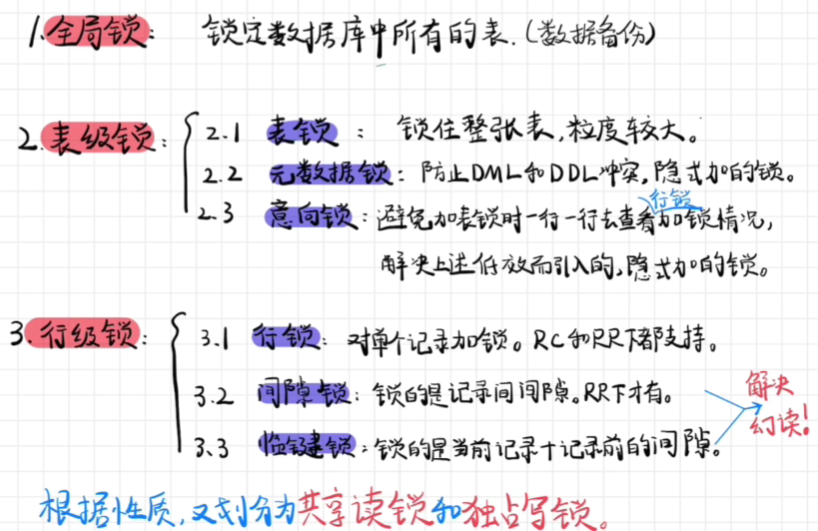 1.全局锁: 锁定数据库中所有的表.(数据备份)
2.表级锁:
2.1 表锁: 锁住整张表,粒度较大。
2.2 元数据锁: 防止DML和DDL冲突,隐式加的锁。
2.3 意向锁:避免加表锁时一行一行去查看行锁加锁情况,
解决上述低效而引入的,隐式加的锁。
3.行级锁:
3.1 行锁: 对单个记录加锁。RC和RR下都支持。
3.2 间隙锁: 锁的是记录间间隙。RR下才有。
3.3 临键锁:锁的是当前记录+记录前的间隙。
解决
幻读!
根据性质,又划分为共享读锁和独占写锁。